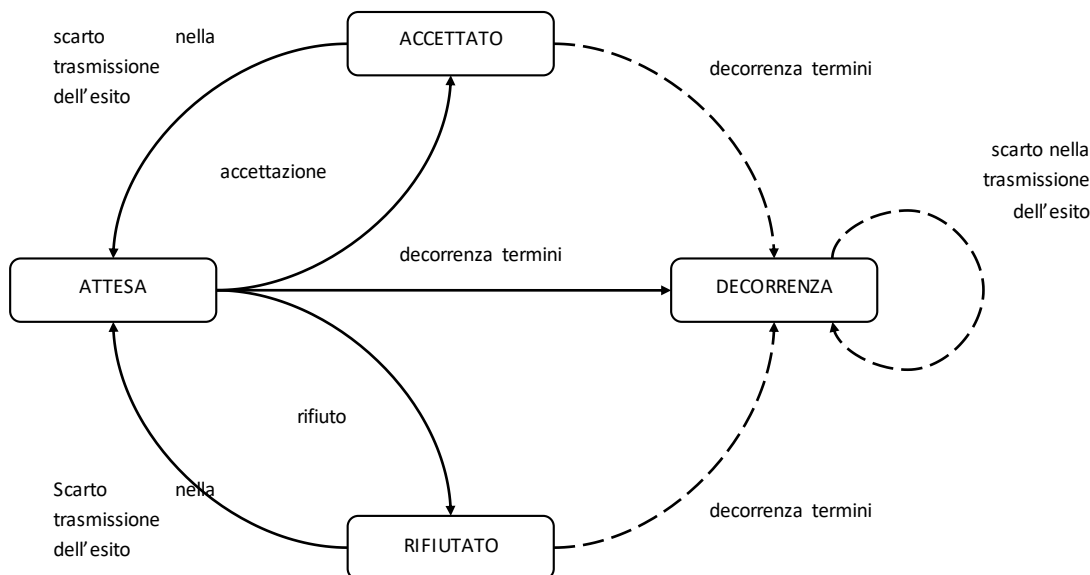 scarto nella
trasmissione
dell'esito
ACCETTATO
decorrenza termini
accettazione
scarto nella
trasmissione
dell'esito
decorrenza termini
ATTESA
DECORRENZA
rifiuto
Scarto nella
trasmissione
dell'esito
RIFIUTATO
decorrenza termini